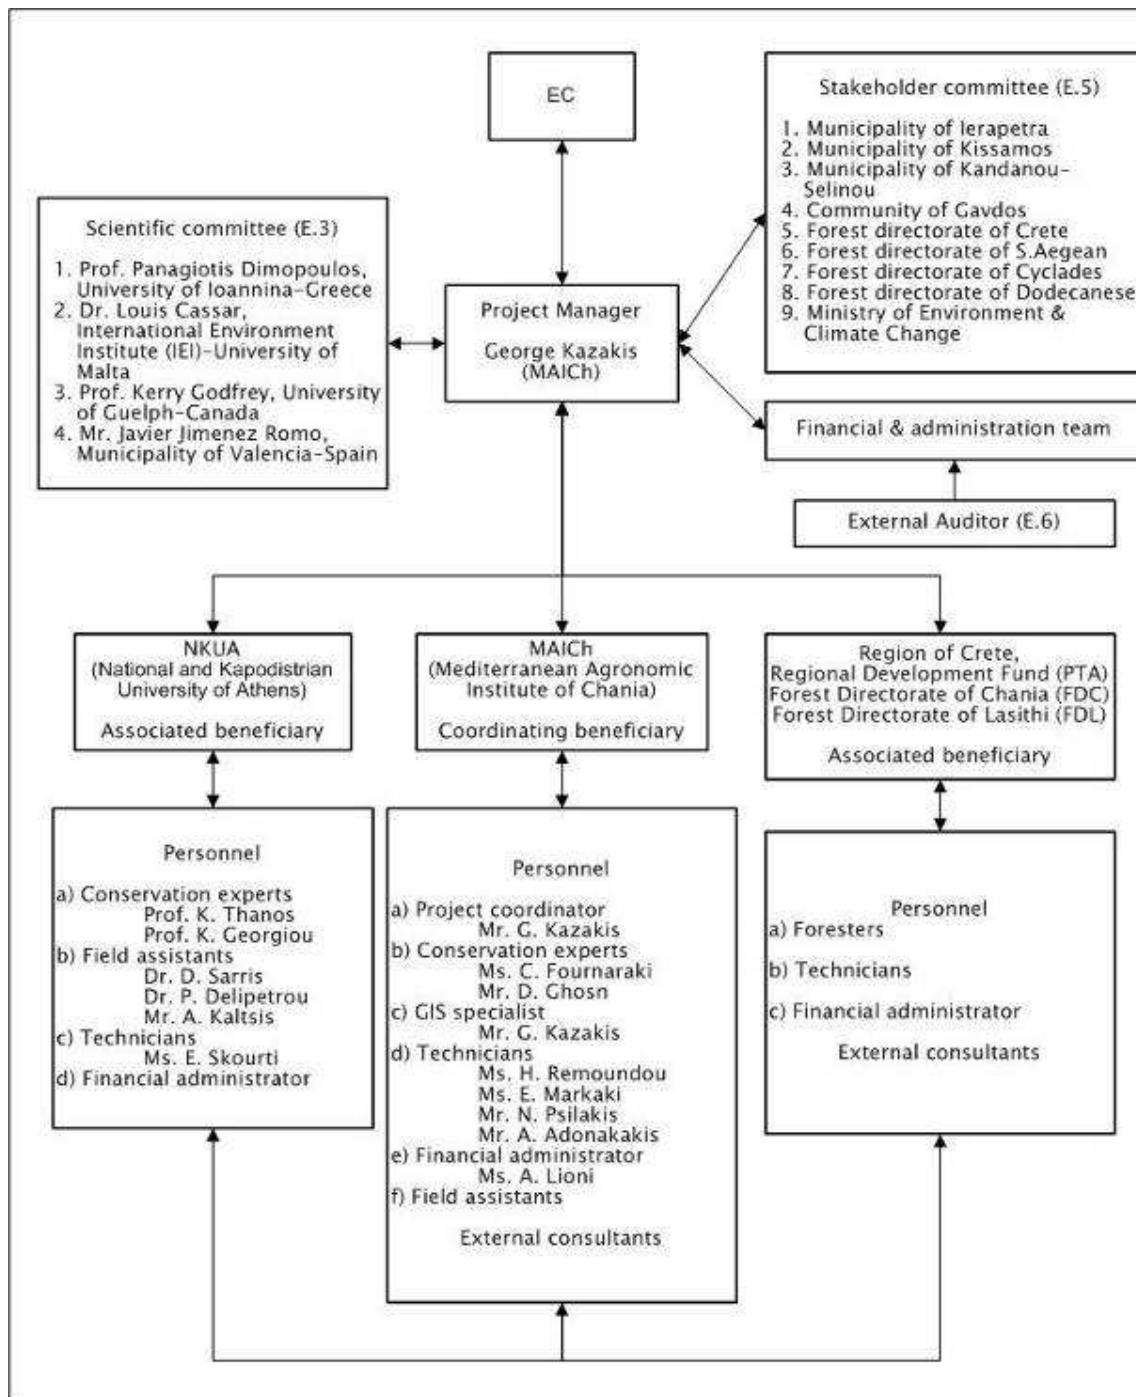 EC
Stakeholder committee (E.5)
1. Municipality of Ierapetra
2. Municipality of Kissamos
3. Municipality of Kandanou-
Selinou
4. Community of Gavdos
5. Forest directorate of Crete
6. Forest directorate of S.Aegean
7. Forest directorate of Cyclades
8. Forest directorate of Dodecanese
9. Ministry of Environment &
Climate Change
Scientific committee (E.3)
1. Prof. Panagiotis Dimopoulos,
University of Ioannina-Greece
2. Dr. Louis Cassar,
International Environment
Institute (IEI)-University of
Malta
3. Prof. Kerry Godfrey, University
of Guelph-Canada
4. Mr. Javier Jimenez Romo,
Municipality of Valencia-Spain
Project Manager
George Kazakis
(MAICh)
Financial & administration team
External Auditor (E.6)
NKUA
(National and Kapodistrian
University of Athens)
Associated beneficiary
MAICh
(Mediterranean Agronomic
Institute of Chania)
Coordinating beneficiary
Region of Crete,
Regional Development Fund (PTA)
Forest Directorate of Chania (FDC)
Forest Directorate of Lasithi (FDL)
Associated beneficiary
Personnel
a) Conservation experts
Prof. K. Thanos
Prof. K. Georgiou
b) Field assistants
Dr. D. Sarris
Dr. P. Delipetrou
Mr. A. Kaltsis
c) Technicians
Ms. E. Skourti
d) Financial administrator
Personnel
a) Project coordinator
Mr. G. Kazakis
b) Conservation experts
Ms. C. Fournaraki
Mr. D. Ghosn
c) GIS specialist
Mr. G. Kazakis
d) Technicians
Ms. H. Remoundou
Ms. E. Markaki
Mr. N. Psilakis
Mr. A. Adonakakis
e) Financial administrator
Ms. A. Lioni
f) Field assistants
External consultants
Personnel
a) Foresters
b) Technicians
c) Financial administrator
External consultants